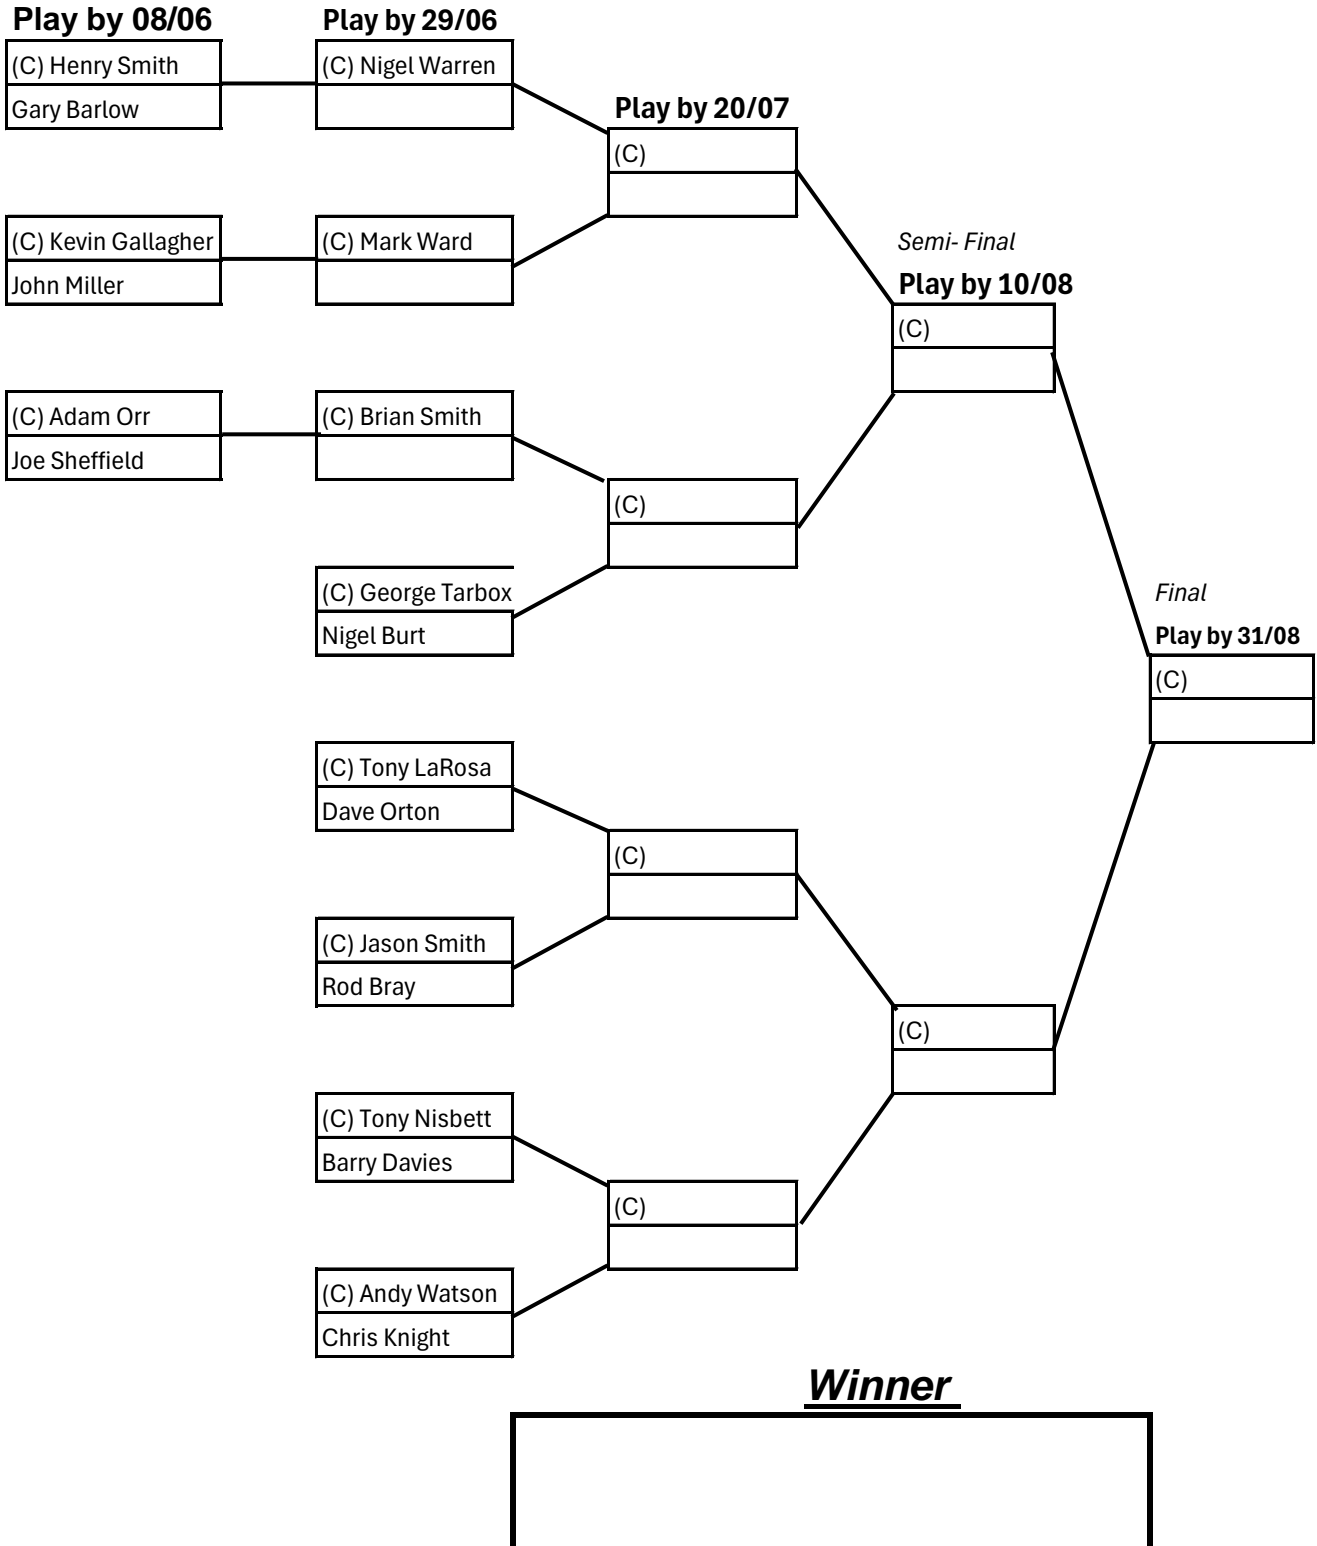 Play by 08/06
Play by 29/06
(C) Henry Smith
(C) Nigel Warren
Gary Barlow
Play by 20/07
(C)
(C) Kevin Gallagher
(C) Mark Ward
Semi- Final
John Miller
Play by 10/08
(C)
(C) Adam Orr
(C) Brian Smith
Joe Sheffield
(C)
(C) George Tarbox
Final
Nigel Burt
Play by 31/08
(C)
(C) Tony LaRosa
Dave Orton
(C)
(C) Jason Smith
Rod Bray
(C)
(C) Tony Nisbett
Barry Davies
(C)
(C) Andy Watson
Chris Knight
Winner